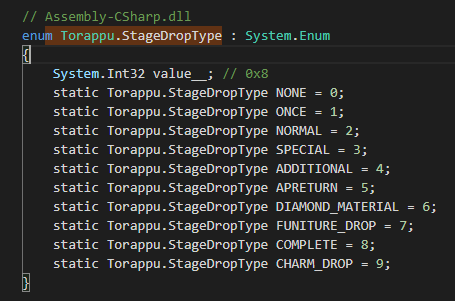 // Assembly-CSharp.dll
enum Torappu.StageDropType : System.Enum
{
System.Int32 value__; // 0x8
static Torappu.StageDropType NONE = 0;
static Torappu.StageDropType ONCE = 1;
static Torappu.StageDropType NORMAL = 2;
static Torappu.StageDropType SPECIAL = 3;
static Torappu.StageDropType ADDITIONAL = 4;
static Torappu.StageDropType APRETURN = 5;
static Torappu.StageDropType DIAMOND_MATERIAL = 6;
static Torappu.StageDropType FUNITURE_DROP = 7;
static Torappu.StageDropType COMPLETE = 8;
static Torappu.StageDropType CHARM_DROP = 9;
}